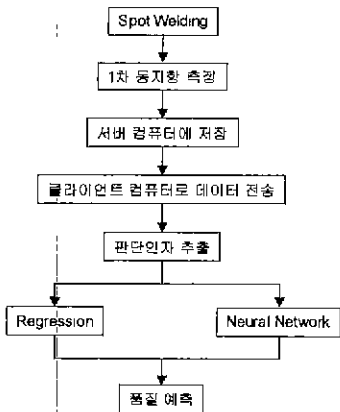 Spot Welding
1차 동저항 측정
서버 컴퓨터에 저장
클라이언트 컴퓨터로 데이터 전송
판단인자 추출
Regression
Neural Network
품질 예측